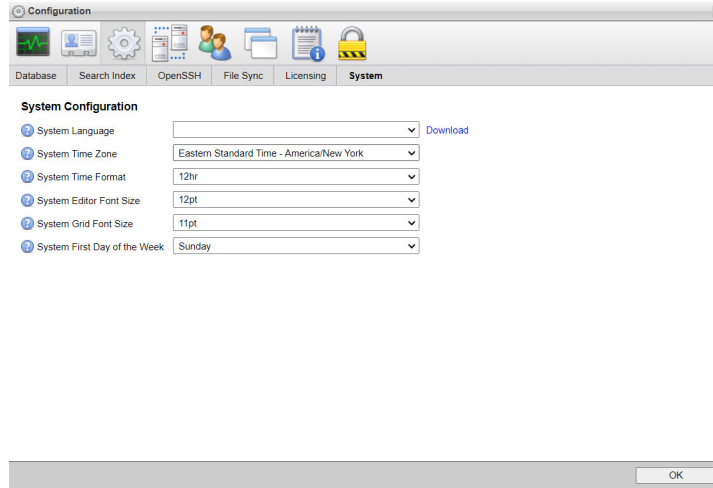 Configuration
Database Search Index OpenSSH File Sync Licensing System
System Configuration
System Language Download
System Time Zone Eastern Standard Time - America/New York
System Time Format 12hr
System Editor Font Size 12pt
System Grid Font Size 11pt
System First Day of the Week Sunday
OK